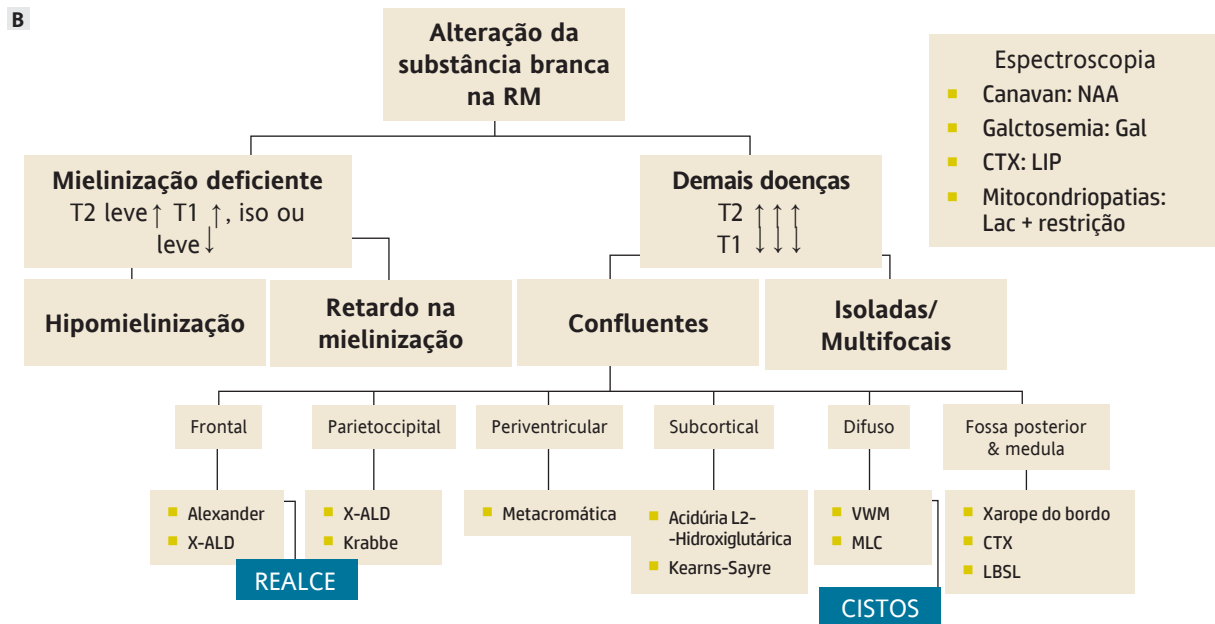 B
Alteração da
substância branca
na RM
Espectroscopia
Canavan: NAA
Galctosemia: Gal
CTX: LIP
Mitocondriopatias:
Lac + restrição
Mielinização deficiente
T2 leve↑ T1 ↑, iso ou
leve↓
Demais doenças
T2 ↑↑↑
T1 ↓↓↓
Hipomielinização
Retardo na
mielinização
Confluentes
Isoladas/
Multifocais
Frontal
Parietoccipital
Periventricular
Subcortical
Difuso
Fossa posterior
& medula
Alexander
X-ALD
X-ALD
Krabbe
Metacromática
Acidúria L2-
-Hidroxiglutárica
Kearns-Sayre
VWM
MLC
Xarope do bordo
CTX
LBSL
REALCE
CISTOS